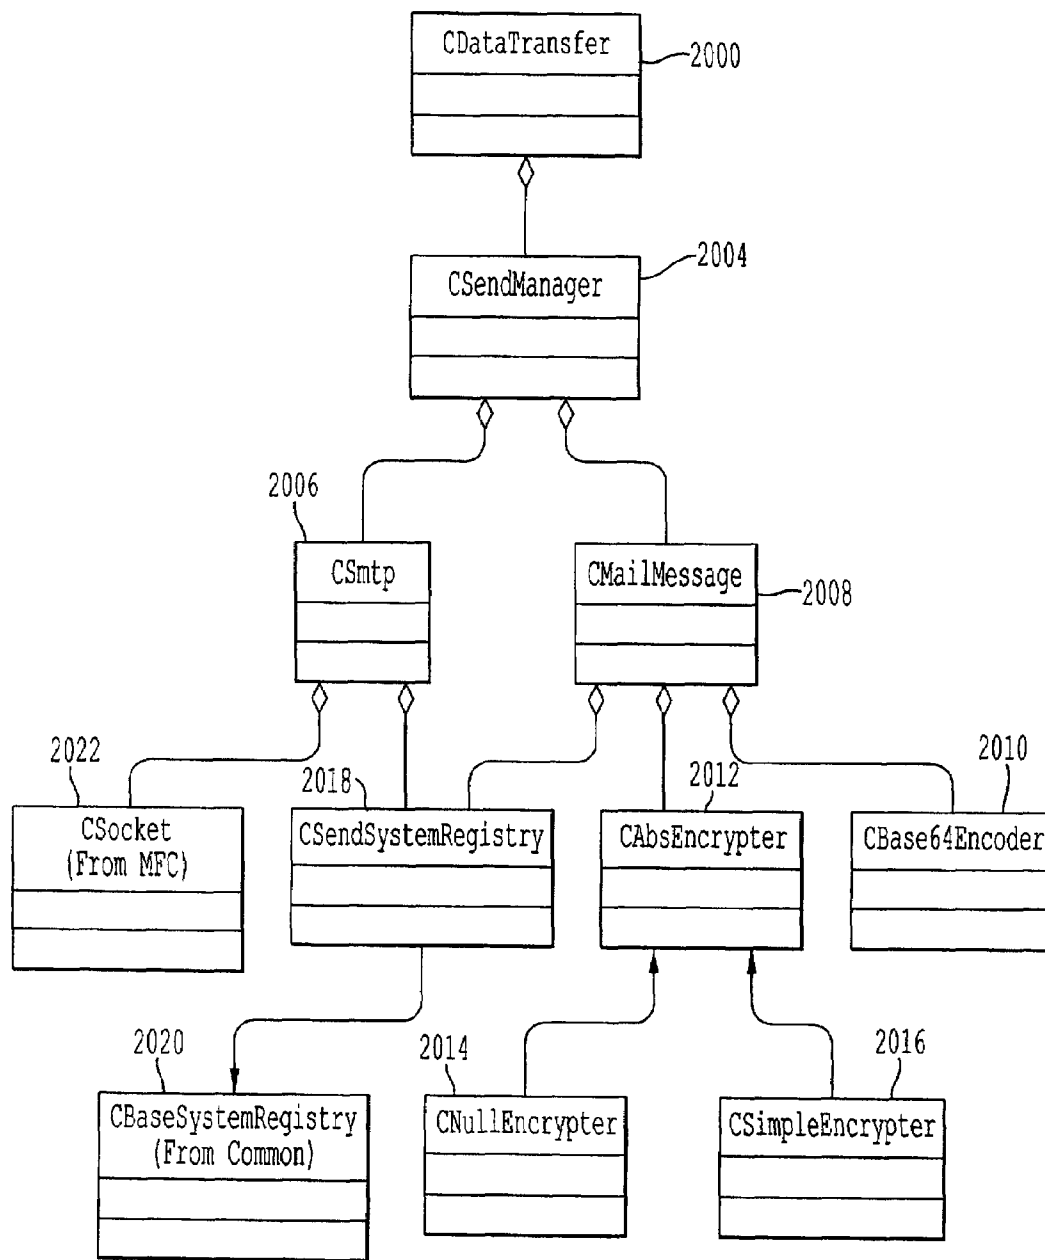 CDataTransfer
2000
2004
CSendManager
2006
CSmtp
CMailMessage
2008
2022
2018
2012
2010
CSocket
(From MFC)
CSendSystemRegistry
CAbsEncrypter
CBase64Encoder
2020
2014
2016
CBaseSystemRegistry
(From Common)
CNullEncrypter
CSimpleEncrypter